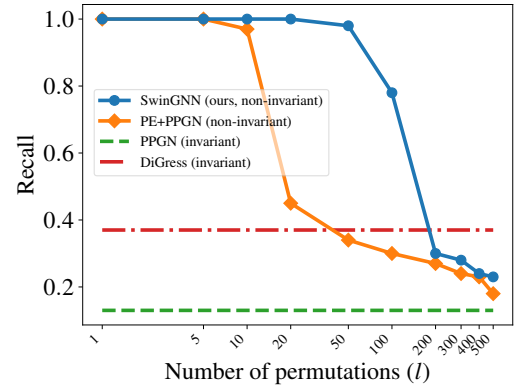 1.0
0.8
0.6
0.4
0.2
Recall
SwinGNN (ours, non-invariant)
PE+PPGN (non-invariant)
PPGN (invariant)
DiGress (invariant)
1
5
10
20
50
100
200
300
400
500
Number of permutations (l)